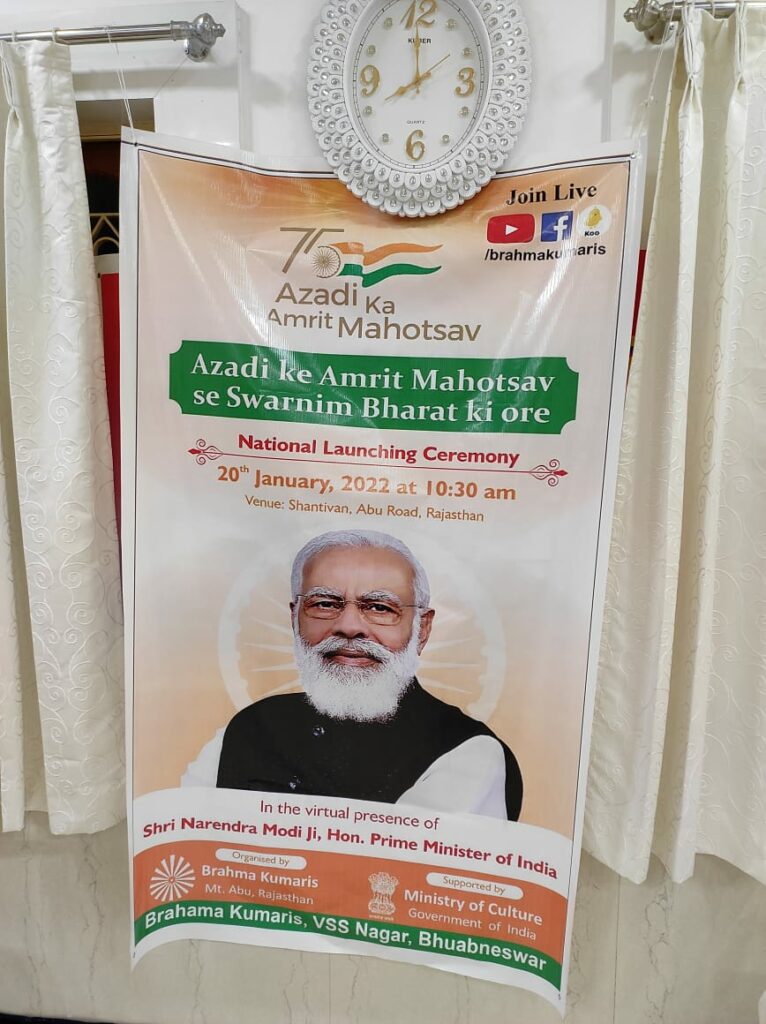 12
KUBER
9
3
QUARTZ
6
Join Live
Koo
/brahmakumaris
75
Azadi Ka
Amrit Mahotsav
Azadi ke Amrit Mahotsav
se Swarnim Bharat ki ore
National Launching Ceremony
20th January, 2022 at 10:30 am
Venue: Shantivan, Abu Road, Rajasthan
In the virtual presence of
Shri Narendra Modi Ji, Hon. Prime Minister of India
Organised by
Brahma Kumaris
Mt. Abu, Rajasthan
Supported by
Ministry of Culture
Government of India
Brahama Kumaris, VSS Nagar, Bhuabneswar